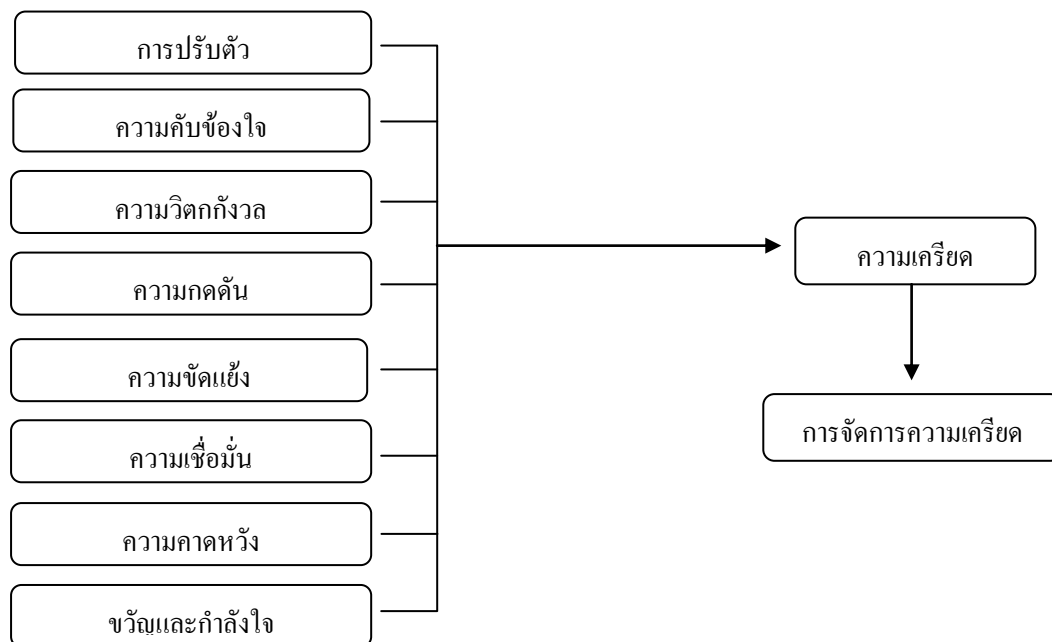 การปรับตัว
ความคับข้องใจ
ความวิตกกังวล
ความกดดัน
ความขัดแย้ง
ความเชื่อมั่น
ความคาดหวัง
ขวัญและกำลังใจ
ความเครียด
การจัดการความเครียด